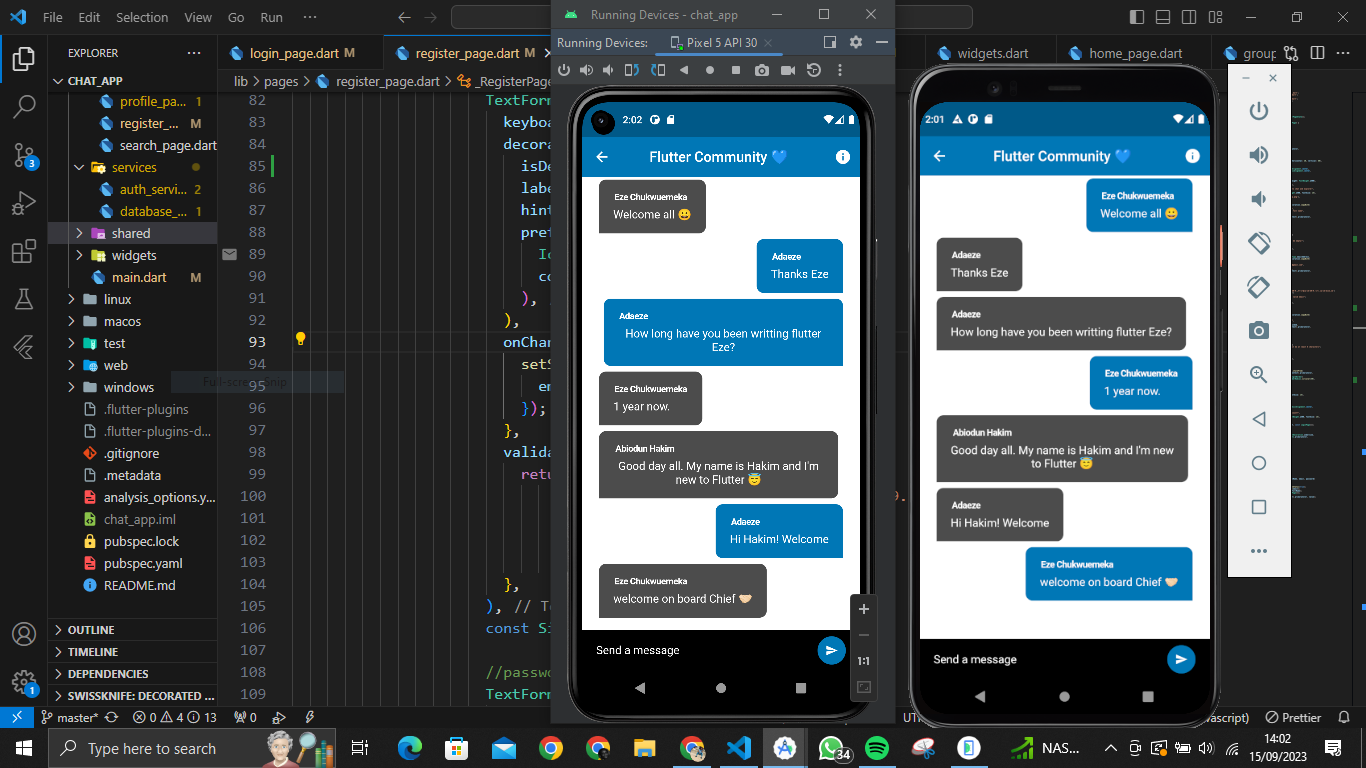 File Edit Selection View Go Run ···
Running Devices - chat_app
EXPLORER ···
login_page.dart M
register_page.dart M
Running Devices: Pixel 5 API 30
widgets.dart
home_page.dart
group
CHAT_APP
lib > pages > register_page.dart > _RegisterPage
profile_pa... 1
register_... M
search_page.dart
services
auth_servi... 2
database_... 1
shared
widgets
main.dart M
linux
macos
test
web
windows
Full-screen Snip
.flutter-plugins
.flutter-plugins-d...
.gitignore
.metadata
analysis_options.y...
chat_app.iml
pubspec.lock
pubspec.yaml
README.md
OUTLINE
TIMELINE
DEPENDENCIES
SWISSKNIFE: DECORATED ...
82 TextForm
83 keyboa
84 decora
85 isDe
86 labe
87 hint
88 pref
89 Ic
90 co
91 ),
92 ),
93 onChan
94 setS
95 em
96 });
97 },
98 valida
99 retu
100
101
102
103
104 },
105 ), // Te
106 const Si
107
108 //passwo
109 TextForm
2:02
Flutter Community 💙
Eze Chukwuemeka
Welcome all 😀
Adaeze
Thanks Eze
Adaeze
How long have you been writting flutter
Eze?
Eze Chukwuemeka
1 year now.
Abiodun Hakim
Good day all. My name is Hakim and I'm
new to Flutter 😇
Adaeze
Hi Hakim! Welcome
Eze Chukwuemeka
welcome on board Chief 🤝🏻
Send a message
1:1
2:01
Flutter Community 💙
Eze Chukwuemeka
Welcome all 😀
Adaeze
Thanks Eze
Adaeze
How long have you been writting flutter Eze?
Eze Chukwuemeka
1 year now.
Abiodun Hakim
Good day all. My name is Hakim and I'm new
to Flutter 😇
Adaeze
Hi Hakim! Welcome
Eze Chukwuemeka
welcome on board Chief 🤝🏻
Send a message
3
1
master* 0 4 13 0
UT
vascript) Prettier
Type here to search
34
NAS...
14:02
15/09/2023